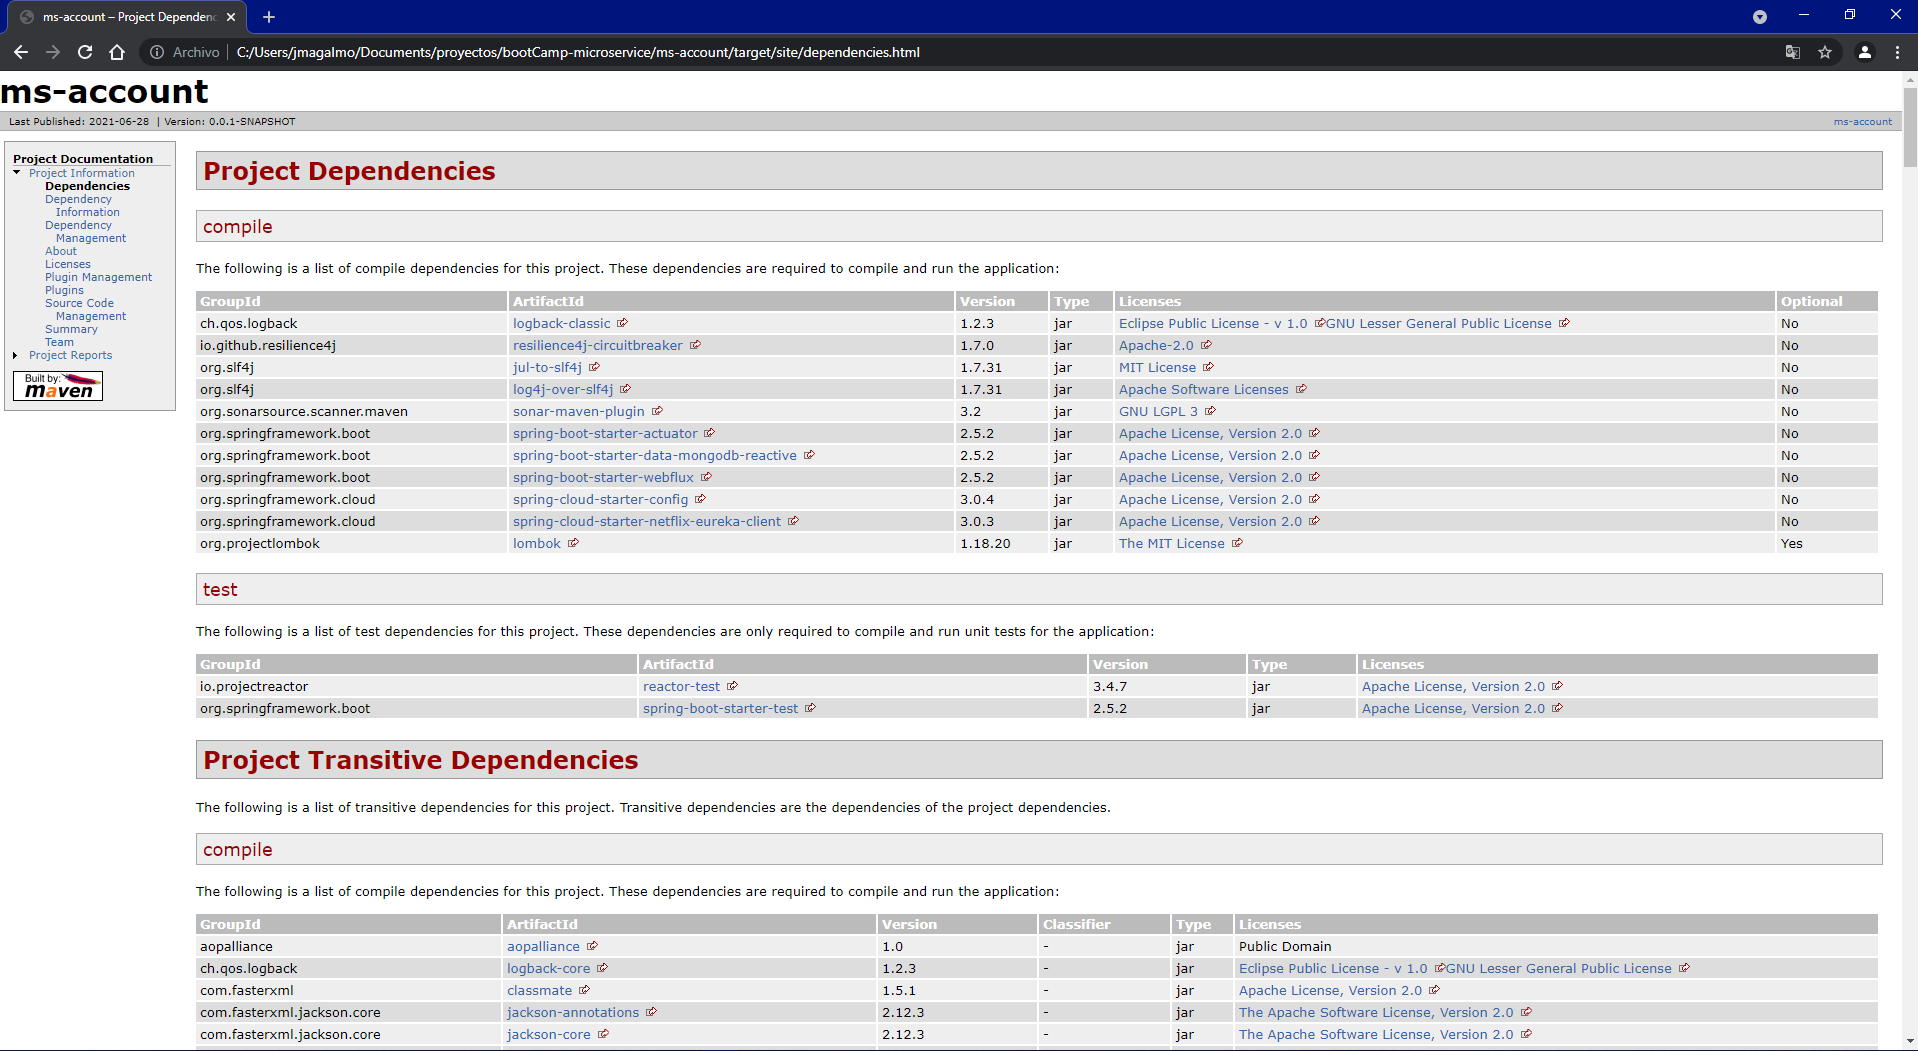 ms-account – Project Dependenc
Archivo C:/Users/jmagalmo/Documents/proyectos/bootCamp-microservice/ms-account/target/site/dependencies.html
ms-account
Last Published: 2021-06-28 | Version: 0.0.1-SNAPSHOT ms-account
Project Documentation
Project Information
Dependencies
Dependency
Information
Dependency
Management
About
Licenses
Plugin Management
Plugins
Source Code
Management
Summary
Team
Project Reports
Built by:
maven
Project Dependencies
compile
The following is a list of compile dependencies for this project. These dependencies are required to compile and run the application:
GroupId ArtifactId Version Type Licenses Optional
ch.qos.logback logback-classic 1.2.3 jar Eclipse Public License - v 1.0 GNU Lesser General Public License No
io.github.resilience4j resilience4j-circuitbreaker 1.7.0 jar Apache-2.0 No
org.slf4j jul-to-slf4j 1.7.31 jar MIT License No
org.slf4j log4j-over-slf4j 1.7.31 jar Apache Software Licenses No
org.sonarsource.scanner.maven sonar-maven-plugin 3.2 jar GNU LGPL 3 No
org.springframework.boot spring-boot-starter-actuator 2.5.2 jar Apache License, Version 2.0 No
org.springframework.boot spring-boot-starter-data-mongodb-reactive 2.5.2 jar Apache License, Version 2.0 No
org.springframework.boot spring-boot-starter-webflux 2.5.2 jar Apache License, Version 2.0 No
org.springframework.cloud spring-cloud-starter-config 3.0.4 jar Apache License, Version 2.0 No
org.springframework.cloud spring-cloud-starter-netflix-eureka-client 3.0.3 jar Apache License, Version 2.0 No
org.projectlombok lombok 1.18.20 jar The MIT License Yes
test
The following is a list of test dependencies for this project. These dependencies are only required to compile and run unit tests for the application:
GroupId ArtifactId Version Type Licenses
io.projectreactor reactor-test 3.4.7 jar Apache License, Version 2.0
org.springframework.boot spring-boot-starter-test 2.5.2 jar Apache License, Version 2.0
Project Transitive Dependencies
The following is a list of transitive dependencies for this project. Transitive dependencies are the dependencies of the project dependencies.
compile
The following is a list of compile dependencies for this project. These dependencies are required to compile and run the application:
GroupId ArtifactId Version Classifier Type Licenses
aopalliance aopalliance 1.0 - jar Public Domain
ch.qos.logback logback-core 1.2.3 - jar Eclipse Public License - v 1.0 GNU Lesser General Public License
com.fasterxml classmate 1.5.1 - jar Apache License, Version 2.0
com.fasterxml.jackson.core jackson-annotations 2.12.3 - jar The Apache Software License, Version 2.0
com.fasterxml.jackson.core jackson-core 2.12.3 - jar The Apache Software License, Version 2.0